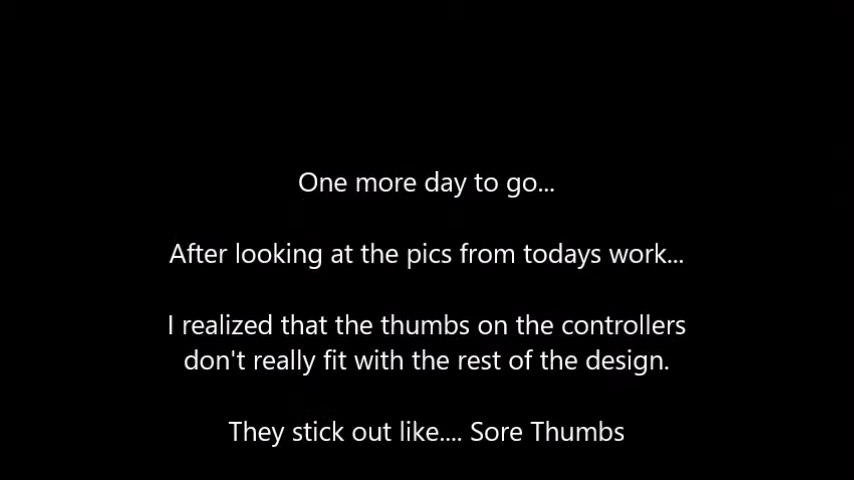 One more day to go...
After looking at the pics from todays work...
I realized that the thumbs on the controllers
don't really fit with the rest of the design.
They stick out like.... Sore Thumbs